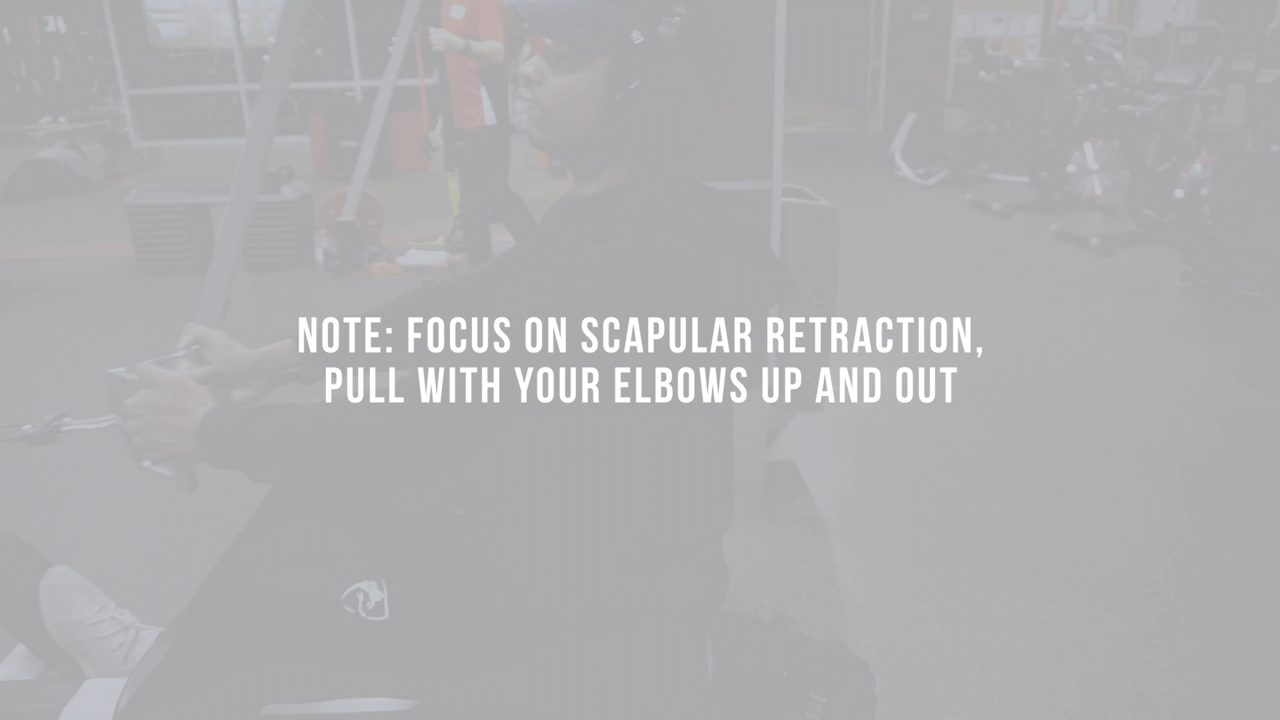 NOTE: FOCUS ON SCAPULAR RETRACTION,
PULL WITH YOUR ELBOWS UP AND OUT